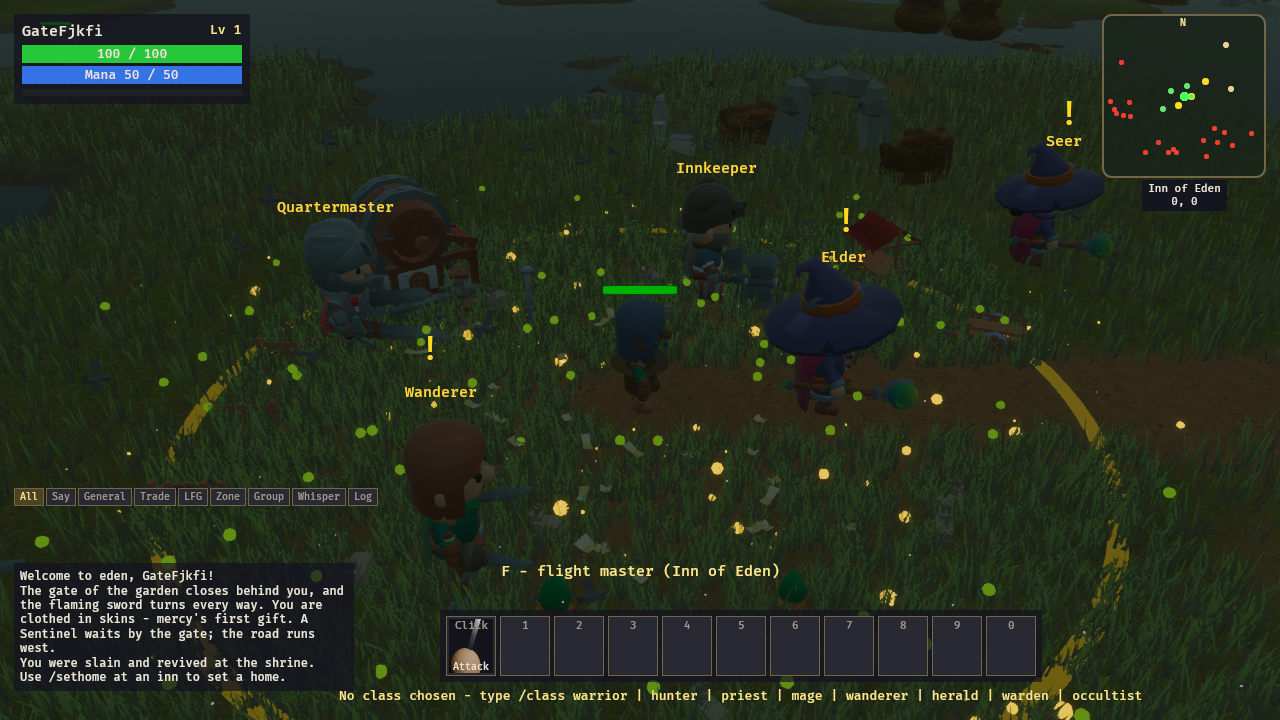 GateFjkfi Lv 1
100 / 100
Mana 50 / 50
N
Inn of Eden
0, 0
!
Seer
Innkeeper
Quartermaster
!
Elder
!
Wanderer
All Say General Trade LFG Zone Group Whisper Log
Welcome to eden, GateFjkfi!
The gate of the garden closes behind you, and
the flaming sword turns every way. You are
clothed in skins - mercy's first gift. A
Sentinel waits by the gate; the road runs
west.
You were slain and revived at the shrine.
Use /sethome at an inn to set a home.
F - flight master (Inn of Eden)
Click 1 2 3 4 5 6 7 8 9 0
Attack
No class chosen - type /class warrior | hunter | priest | mage | wanderer | herald | warden | occultist